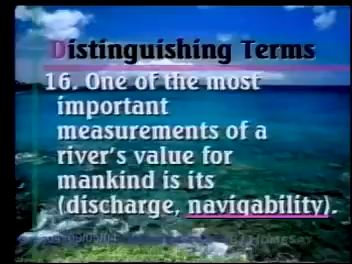 Distinguishing Terms
16. One of the most
important
measurements of a
river's value for
mankind is its
(discharge, navigability).